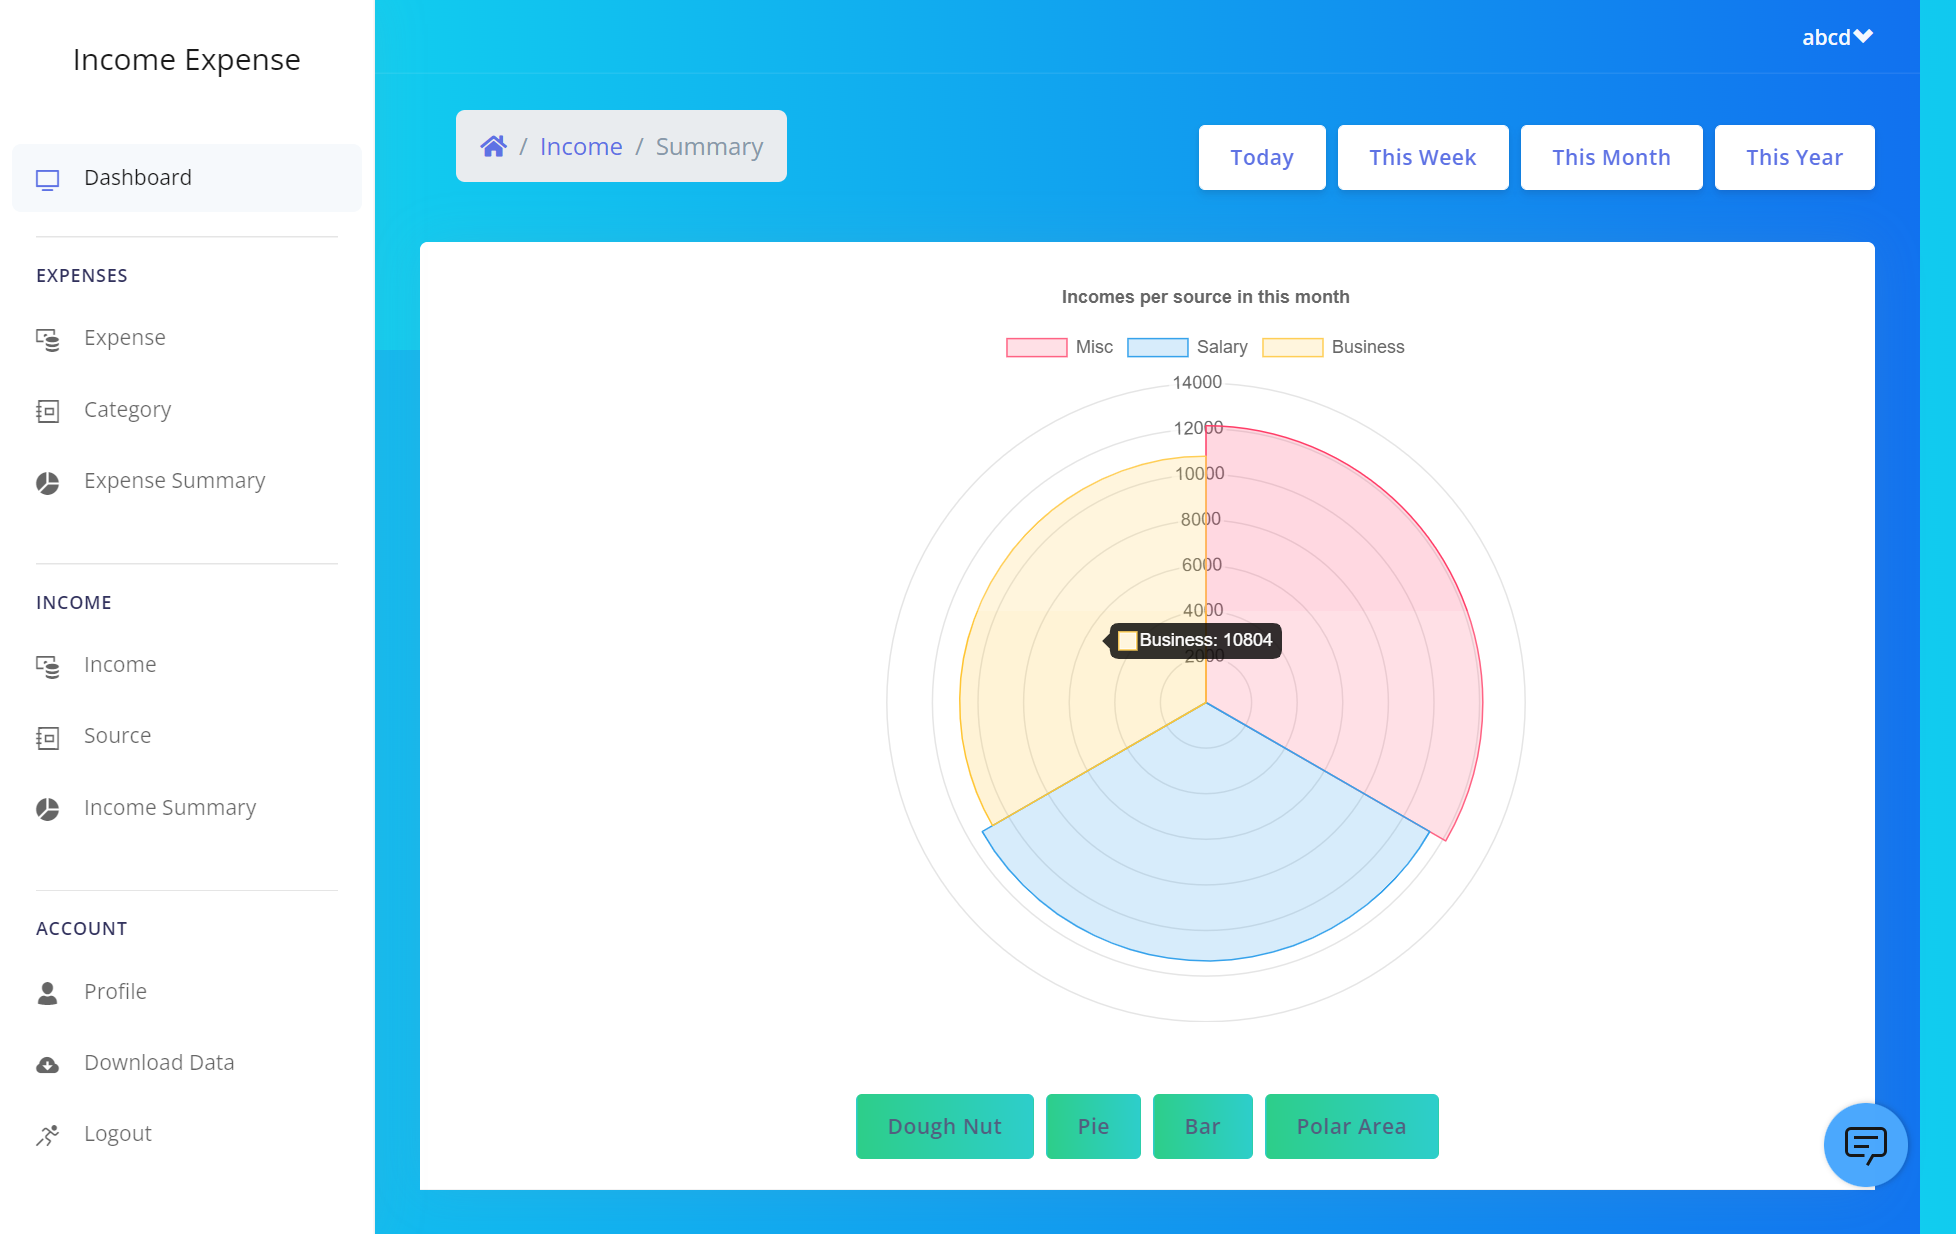 Income Expense
abcd
/ Income / Summary
Today
This Week
This Month
This Year
Dashboard
EXPENSES
Expense
Category
Expense Summary
INCOME
Income
Source
Income Summary
ACCOUNT
Profile
Download Data
Logout
Incomes per source in this month
Misc Salary Business
14000
12000
10000
8000
6000
4000
Business: 10804
2000
Dough Nut
Pie
Bar
Polar Area